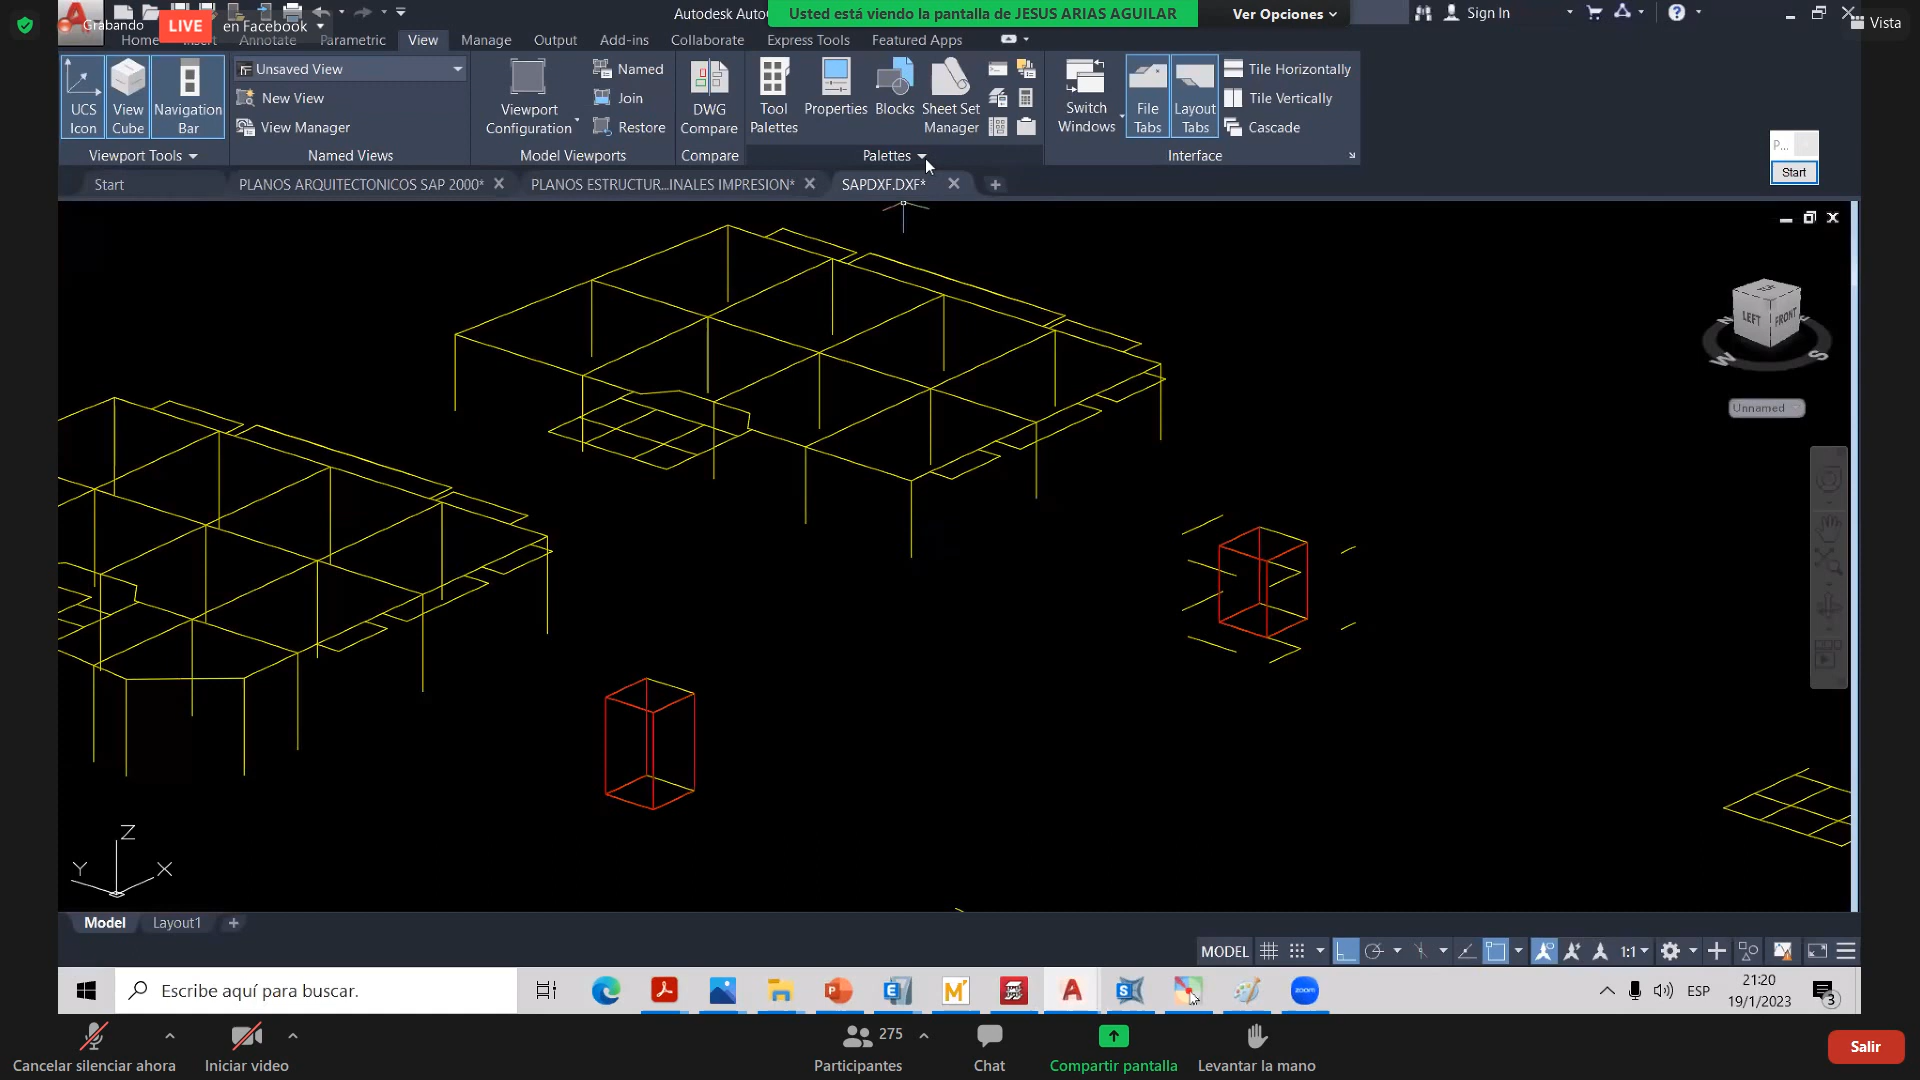 Grabando
LIVE
en Facebook
Autodesk Auto
Usted está viendo la pantalla de JESUS ARIAS AGUILAR
Ver Opciones
Sign In
Vista
Home
Insert
Annotate
Parametric
View
Manage
Output
Add-ins
Collaborate
Express Tools
Featured Apps
UCS
Icon
View
Cube
Navigation
Bar
Viewport Tools
Unsaved View
New View
View Manager
Named Views
Viewport
Configuration
Named
Join
Restore
Model Viewports
DWG
Compare
Compare
Tool
Palettes
Properties
Blocks
Sheet Set
Manager
Palettes
Switch
Windows
File
Tabs
Layout
Tabs
Tile Horizontally
Tile Vertically
Cascade
Interface
P...
Start
Start
PLANOS ARQUITECTONICOS SAP 2000*
PLANOS ESTRUCTUR...INALES IMPRESION*
SAPDXF.DXF*
TOP
LEFT
FRONT
W
S
Unnamed
Z
Y
X
Model
Layout1
MODEL
1:1
Escribe aquí para buscar.
zoom
ESP
21:20
19/1/2023
3
Cancelar silenciar ahora
Iniciar video
275
Participantes
Chat
Compartir pantalla
Levantar la mano
Salir